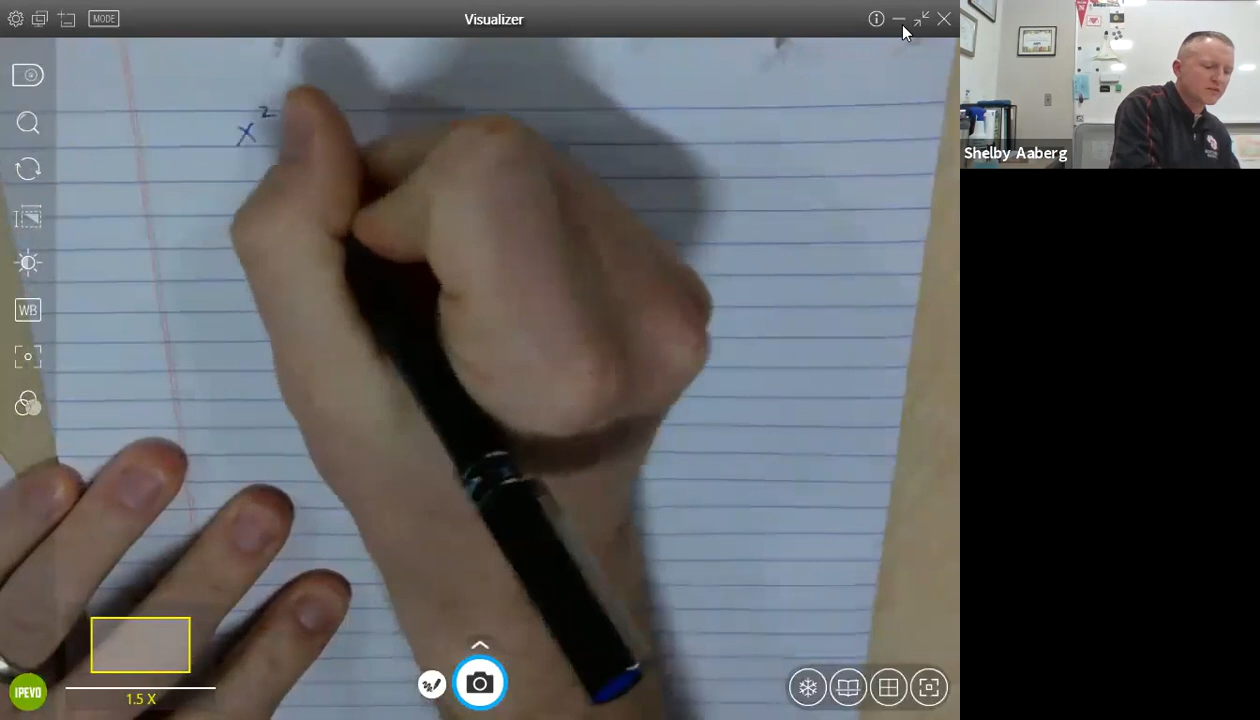 MODE
Visualizer
x²
Shelby Aaberg
WB
IPEVO
1.5 X